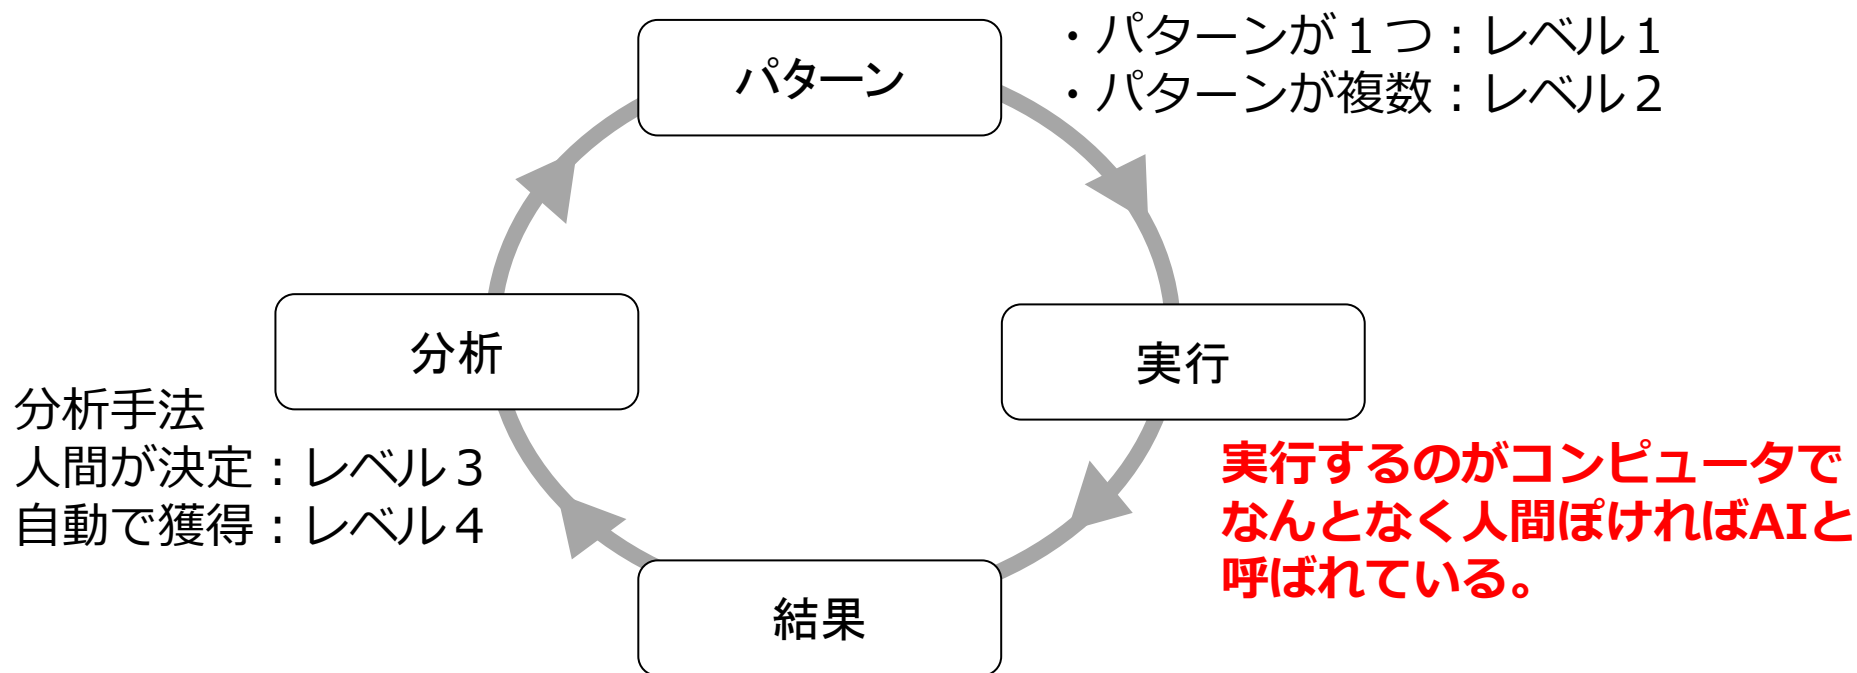 パターン
・パターンが１つ：レベル１
・パターンが複数：レベル２
分析
実行
分析手法
人間が決定：レベル３
自動で獲得：レベル４
実行するのがコンピュータで
なんとなく人間ぽければAIと
呼ばれている。
結果